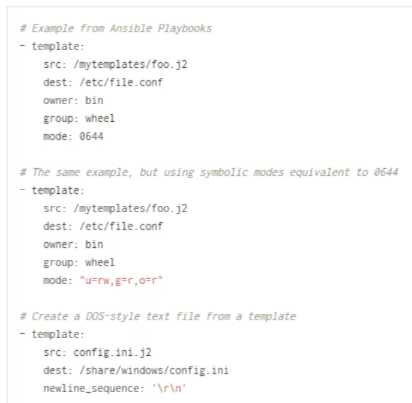 # Example from Ansible Playbooks
- template:
    src: /mytemplates/foo.j2
    dest: /etc/file.conf
    owner: bin
    group: wheel
    mode: 0644
# The same example, but using symbolic modes equivalent to 0644
- template:
    src: /mytemplates/foo.j2
    dest: /etc/file.conf
    owner: bin
    group: wheel
    mode: "u=rw,g=r,o=r"
# Create a DOS-style text file from a template
- template:
    src: config.ini.j2
    dest: /share/windows/config.ini
    newline_sequence: '\r\n'